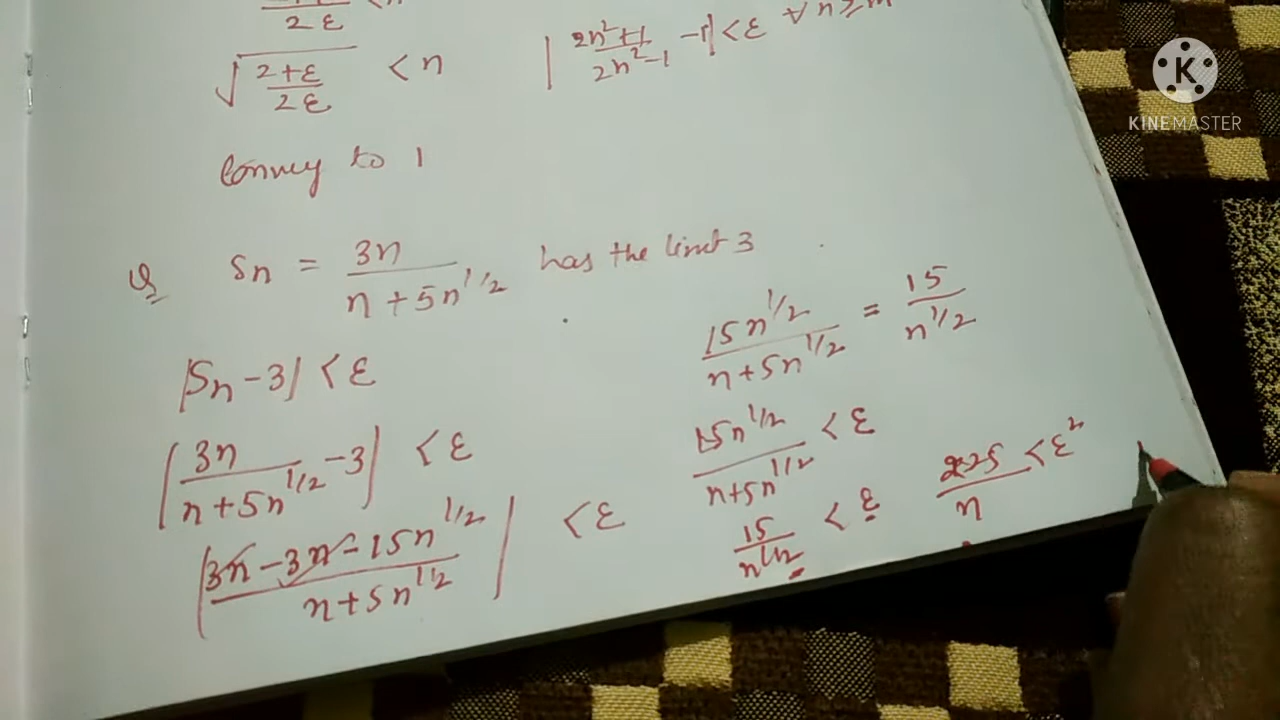 2ε
√((2+ε)/(2ε)) < n
|(2n²+1)/(2n²-1) - 1| < ε ∀ n ≥ m
to 1
Q Sn = 3n/(n + 5n^1/2) has the limit 3
|Sn - 3| < ε
|3n/(n + 5n^1/2) - 3| < ε
|(3n - 3n - 15n^1/2)/(n + 5n^1/2)| < ε
15n^1/2/(n + 5n^1/2) = 15/n^1/2
15n^1/2/(n + 5n^1/2) < ε
15/n^1/2 < ε
225/n < ε²
K
KINEMASTER